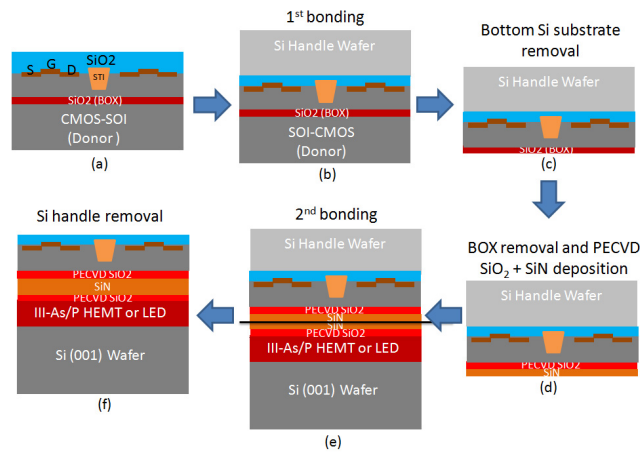 SiO2
S G D
STI
SiO2 (BOX)
CMOS-SOI
(Donor )
(a)
1st bonding
Si Handle Wafer
SiO2 (BOX)
SOI-CMOS
(Donor)
(b)
Bottom Si substrate
removal
Si Handle Wafer
SiO2 (BOX)
(c)
BOX removal and PECVD
SiO2 + SiN deposition
Si Handle Wafer
PECVD SiO2
SiN
(d)
2nd bonding
Si Handle Wafer
PECVD SiO2
SiN
SiN
PECVD SiO2
III-As/P HEMT or LED
Si (001) Wafer
(e)
Si handle removal
PECVD SiO2
SiN
PECVD SiO2
III-As/P HEMT or LED
Si (001) Wafer
(f)